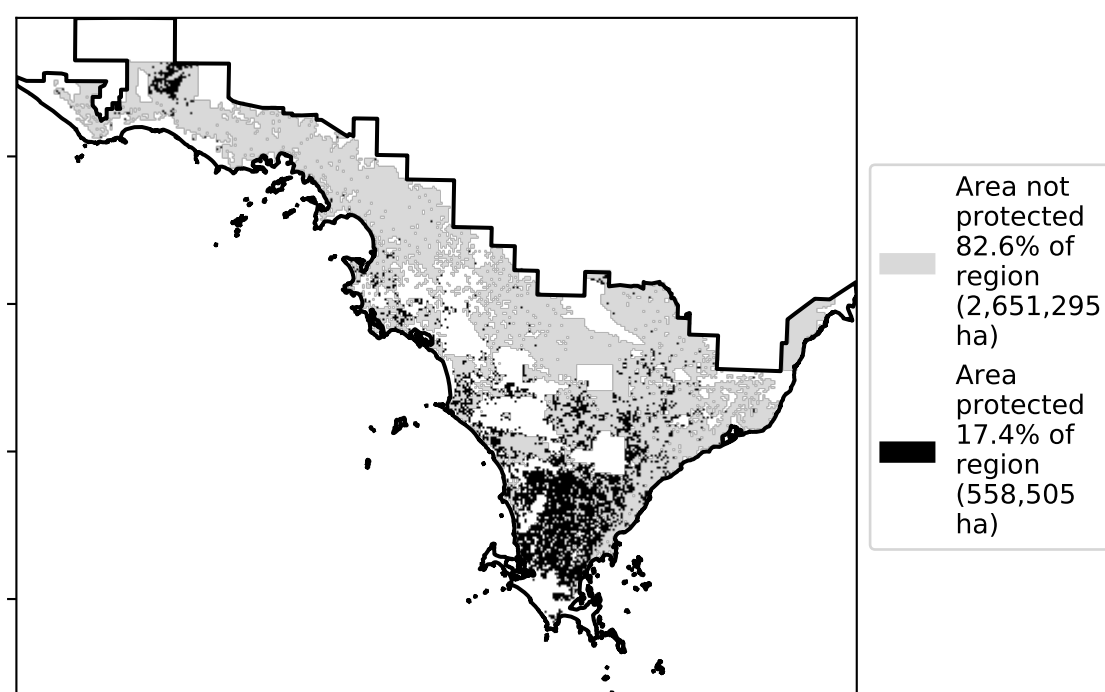 Area not
protected
82.6% of
region
(2,651,295
ha)
Area
protected
17.4% of
region
(558,505
ha)